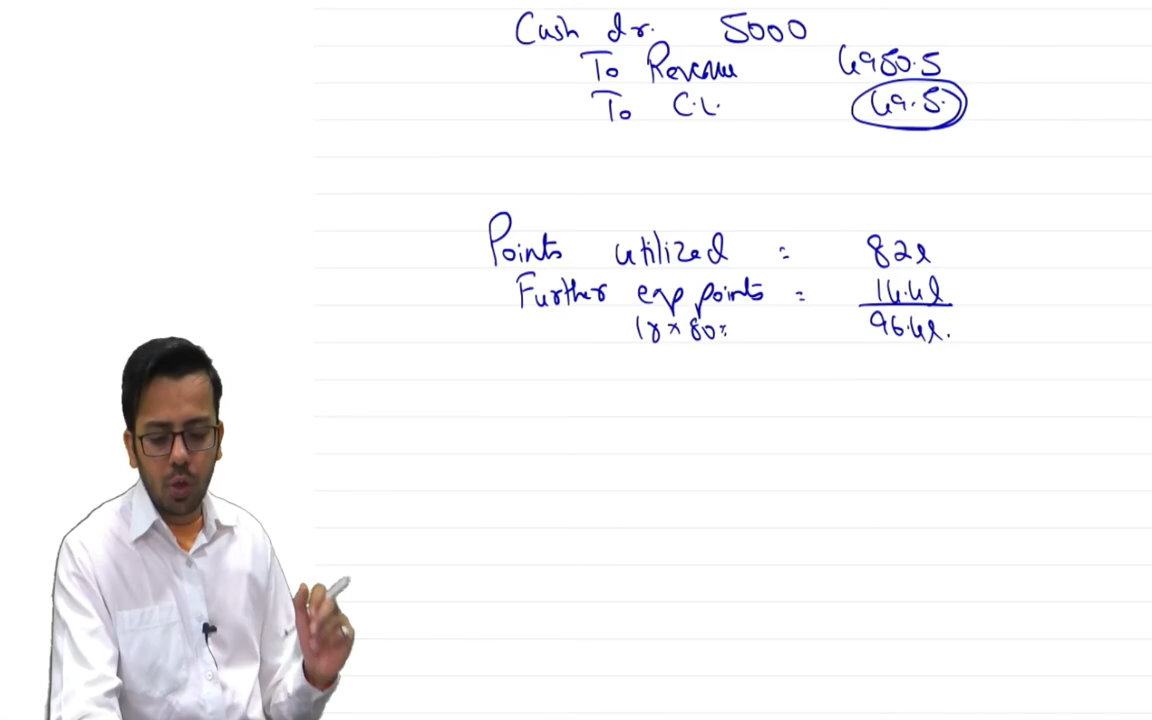 Cash dr. 5000
To Revenue 4950.5
To C.L. 49.5
Points utilized = 82l
Further exp points = 14.4l
18 × 80%
96.4l.